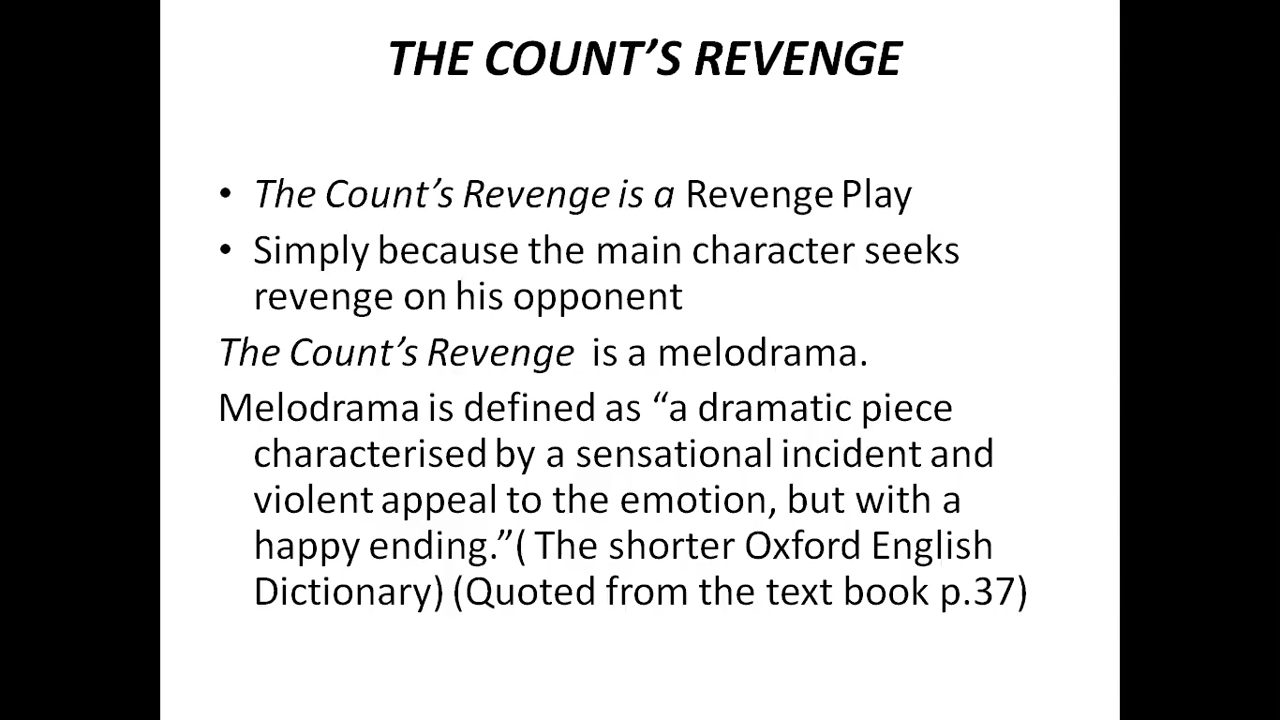 THE COUNT’S REVENGE
• The Count’s Revenge is a Revenge Play
• Simply because the main character seeks
revenge on his opponent
The Count’s Revenge is a melodrama.
Melodrama is defined as “a dramatic piece
characterised by a sensational incident and
violent appeal to the emotion, but with a
happy ending.”( The shorter Oxford English
Dictionary) (Quoted from the text book p.37)